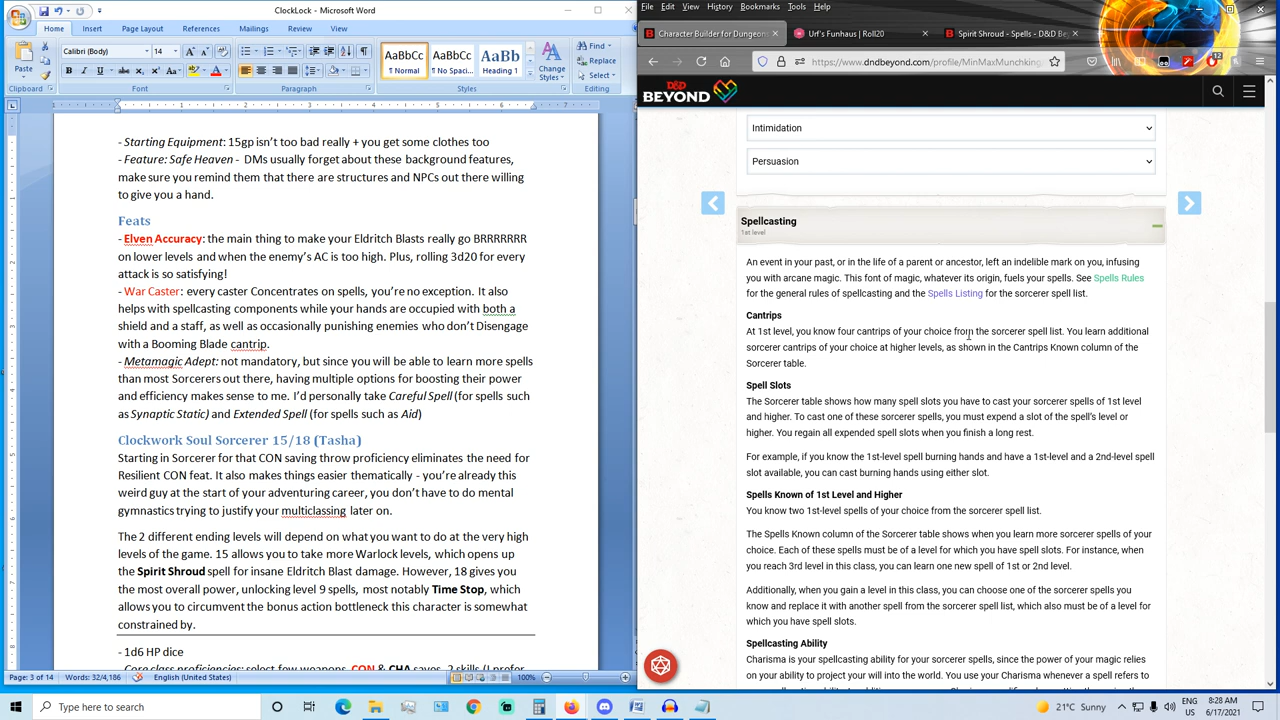 ClockLock - Microsoft Word
Home
Insert
Page Layout
References
Mailings
Review
View
Paste
Calibri (Body)
14
AaBbCc
AaBbCc
AaBb
¶ Normal
¶ No Spaci...
Heading 1
Change Styles
Find
Replace
Select
Clipboard
Font
Paragraph
Styles
Editing
- Starting Equipment: 15gp isn't too bad really + you get some clothes too
- Feature: Safe Heaven - DMs usually forget about these background features,
make sure you remind them that there are structures and NPCs out there willing
to give you a hand.
Feats
- Elven Accuracy: the main thing to make your Eldritch Blasts really go BRRRRRRR
on lower levels and when the enemy's AC is too high. Plus, rolling 3d20 for every
attack is so satisfying!
- War Caster: every caster Concentrates on spells, you're no exception. It also
helps with spellcasting components while your hands are occupied with both a
shield and a staff, as well as occasionally punishing enemies who don't Disengage
with a Booming Blade cantrip.
- Metamagic Adept: not mandatory, but since you will be able to learn more spells
than most Sorcerers out there, having multiple options for boosting their power
and efficiency makes sense to me. I'd personally take Careful Spell (for spells such
as Synaptic Static) and Extended Spell (for spells such as Aid)
Clockwork Soul Sorcerer 15/18 (Tasha)
Starting in Sorcerer for that CON saving throw proficiency eliminates the need for
Resilient CON feat. It also makes things easier thematically - you're already this
weird guy at the start of your adventuring career, you don't have to do mental
gymnastics trying to justify your multiclassing later on.
The 2 different ending levels will depend on what you want to do at the very high
levels of the game. 15 allows you to take more Warlock levels, which opens up
the Spirit Shroud spell for insane Eldritch Blast damage. However, 18 gives you
the most overall power, unlocking level 9 spells, most notably Time Stop, which
allows you to circumvent the bonus action bottleneck this character is somewhat
constrained by.
- 1d6 HP dice
- Core class proficiencies: select few weapons, CON & CHA saves, 2 skills (I prefer
Page: 3 of 14
Words: 32/4,186
English (United States)
100%
File Edit View History Bookmarks Tools Help
Character Builder for Dungeons
Urf's Funhaus | Roll20
Spirit Shroud - Spells - D&D Be
https://www.dndbeyond.com/profile/MinMaxMunchking
12
D&D
BEYOND
Intimidation
Persuasion
Spellcasting
1st level
An event in your past, or in the life of a parent or ancestor, left an indelible mark on you, infusing
you with arcane magic. This font of magic, whatever its origin, fuels your spells. See Spells Rules
for the general rules of spellcasting and the Spells Listing for the sorcerer spell list.
Cantrips
At 1st level, you know four cantrips of your choice from the sorcerer spell list. You learn additional
sorcerer cantrips of your choice at higher levels, as shown in the Cantrips Known column of the
Sorcerer table.
Spell Slots
The Sorcerer table shows how many spell slots you have to cast your sorcerer spells of 1st level
and higher. To cast one of these sorcerer spells, you must expend a slot of the spell's level or
higher. You regain all expended spell slots when you finish a long rest.
For example, if you know the 1st-level spell burning hands and have a 1st-level and a 2nd-level spell
slot available, you can cast burning hands using either slot.
Spells Known of 1st Level and Higher
You know two 1st-level spells of your choice from the sorcerer spell list.
The Spells Known column of the Sorcerer table shows when you learn more sorcerer spells of your
choice. Each of these spells must be of a level for which you have spell slots. For instance, when
you reach 3rd level in this class, you can learn one new spell of 1st or 2nd level.
Additionally, when you gain a level in this class, you can choose one of the sorcerer spells you
know and replace it with another spell from the sorcerer spell list, which also must be of a level for
which you have spell slots.
Spellcasting Ability
Charisma is your spellcasting ability for your sorcerer spells, since the power of your magic relies
on your ability to project your will into the world. You use your Charisma whenever a spell refers to
Type here to search
21°C Sunny
ENG
US
8:28 AM
6/17/2021